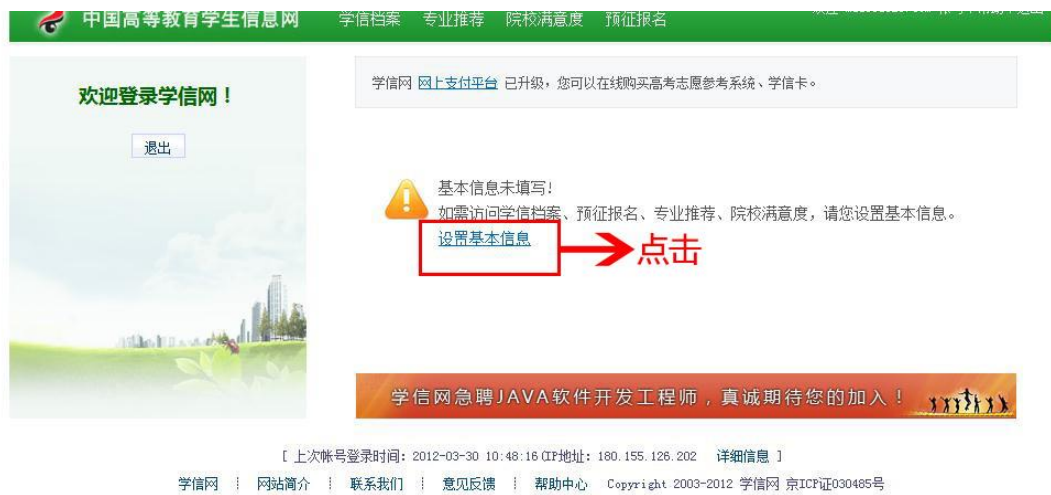 中国高等教育学生信息网 学信档案 专业推荐 院校满意度 预征报名
欢迎登录学信网！
退出
学信网 网上支付平台 已升级，您可以在线购买高考志愿参考系统、学信卡。
基本信息未填写!
如需访问学信档案、预征报名、专业推荐、院校满意度，请您设置基本信息。
设置基本信息 点击
学信网急聘JAVA软件开发工程师，真诚期待您的加入！
[ 上次帐号登录时间: 2012-03-30 10:48:16(IP地址: 180.155.126.202 详细信息 ]
学信网 | 网站简介 | 联系我们 | 意见反馈 | 帮助中心 Copyright 2003-2012 学信网 京ICP证030485号